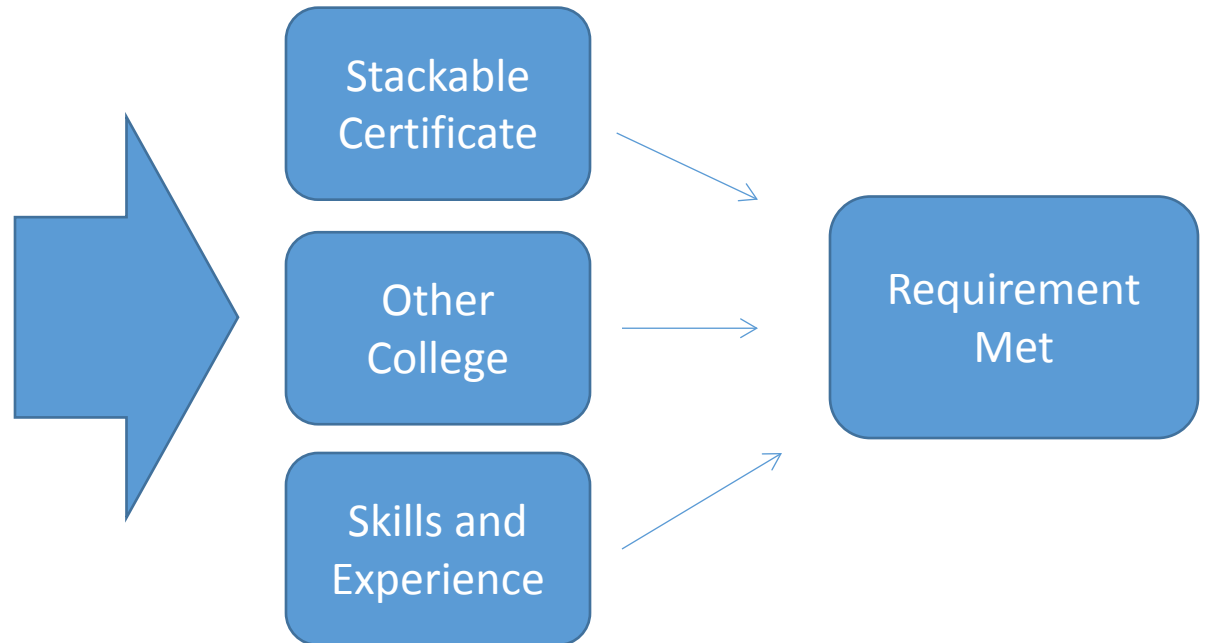 Stackable
Certificate
Other
College
Requirement
Met
Skills and
Experience